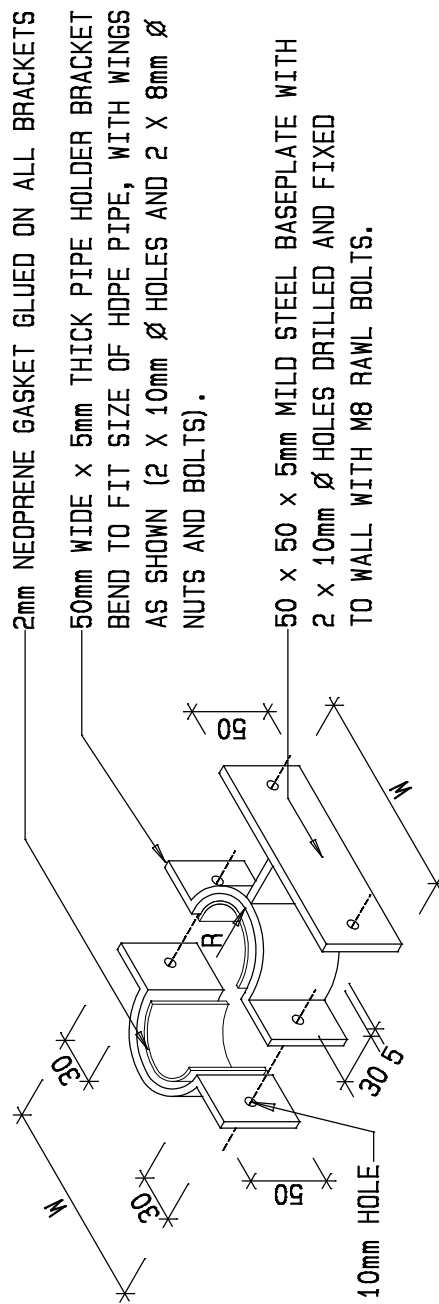 2mm NEOPRENE GASKET GLUED ON ALL BRACKETS
50mm WIDE x 5mm THICK PIPE HOLDER BRACKET
BEND TO FIT SIZE OF HDPE PIPE, WITH WINGS
AS SHOWN (2 X 10mm Ø HOLES AND 2 X 8mm Ø
NUTS AND BOLTS).
50 x 50 x 5mm MILD STEEL BASEPLATE WITH
2 x 10mm Ø HOLES DRILLED AND FIXED
TO WALL WITH M8 RAWL BOLTS.
W
30
30
50
10mm HOLE
R
30
5
50
W